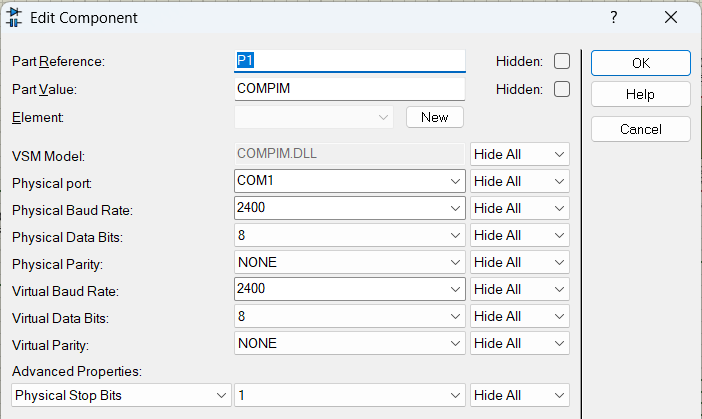 Edit Component ?
Part Reference: P1 Hidden: OK
Part Value: COMPIM Hidden: Help
Element: New Cancel
VSM Model: COMPIM.DLL Hide All
Physical port: COM1 Hide All
Physical Baud Rate: 2400 Hide All
Physical Data Bits: 8 Hide All
Physical Parity: NONE Hide All
Virtual Baud Rate: 2400 Hide All
Virtual Data Bits: 8 Hide All
Virtual Parity: NONE Hide All
Advanced Properties:
Physical Stop Bits 1 Hide All